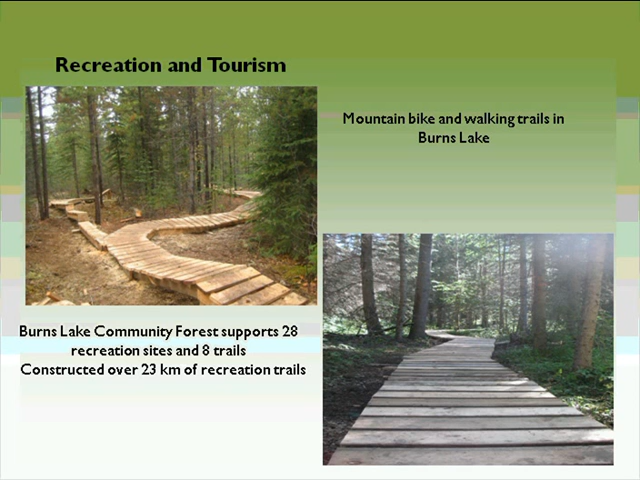 Recreation and Tourism
Mountain bike and walking trails in
Burns Lake
Burns Lake Community Forest supports 28
recreation sites and 8 trails
Constructed over 23 km of recreation trails